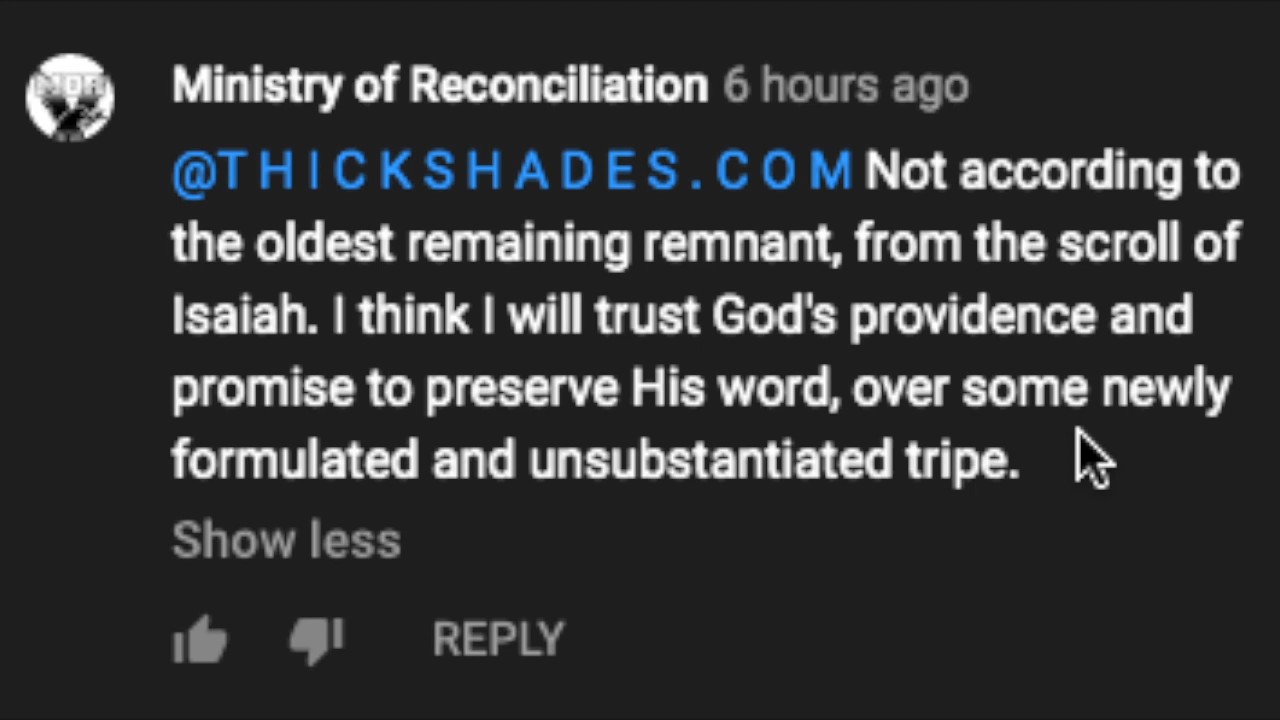 Ministry of Reconciliation 6 hours ago
@T H I C K S H A D E S . C O M Not according to
the oldest remaining remnant, from the scroll of
Isaiah. I think I will trust God's providence and
promise to preserve His word, over some newly
formulated and unsubstantiated tripe.
Show less
REPLY